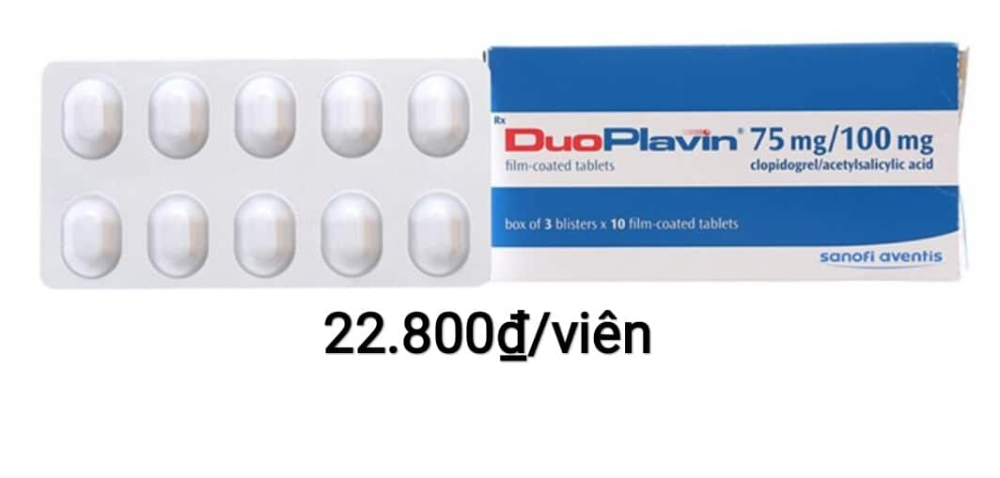 Rx
DuoPlavin® 75 mg/100 mg
film-coated tablets
clopidogrel/acetylsalicylic acid
box of 3 blisters x 10 film-coated tablets
sanofi aventis
22.800₫/viên